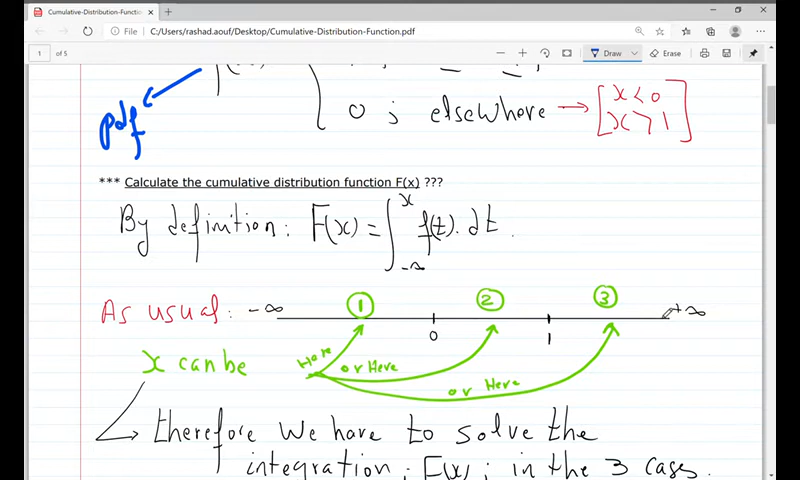 Cumulative-Distribution-Functio
File
C:/Users/rashad.aouf/Desktop/Cumulative-Distribution-Function.pdf
1 of 5
Draw
Erase
pdf
0 ; elsewhere → [x < 0
x > 1]
*** Calculate the cumulative distribution function F(x) ???
By definition: F(x) = ∫_{-∞}^{x} f(t). dt
As usual: -∞ ① ② ③ +∞
0 1
x can be Here
or Here
or Here
therefore We have to solve the
integration; F(x); in the 3 cases.